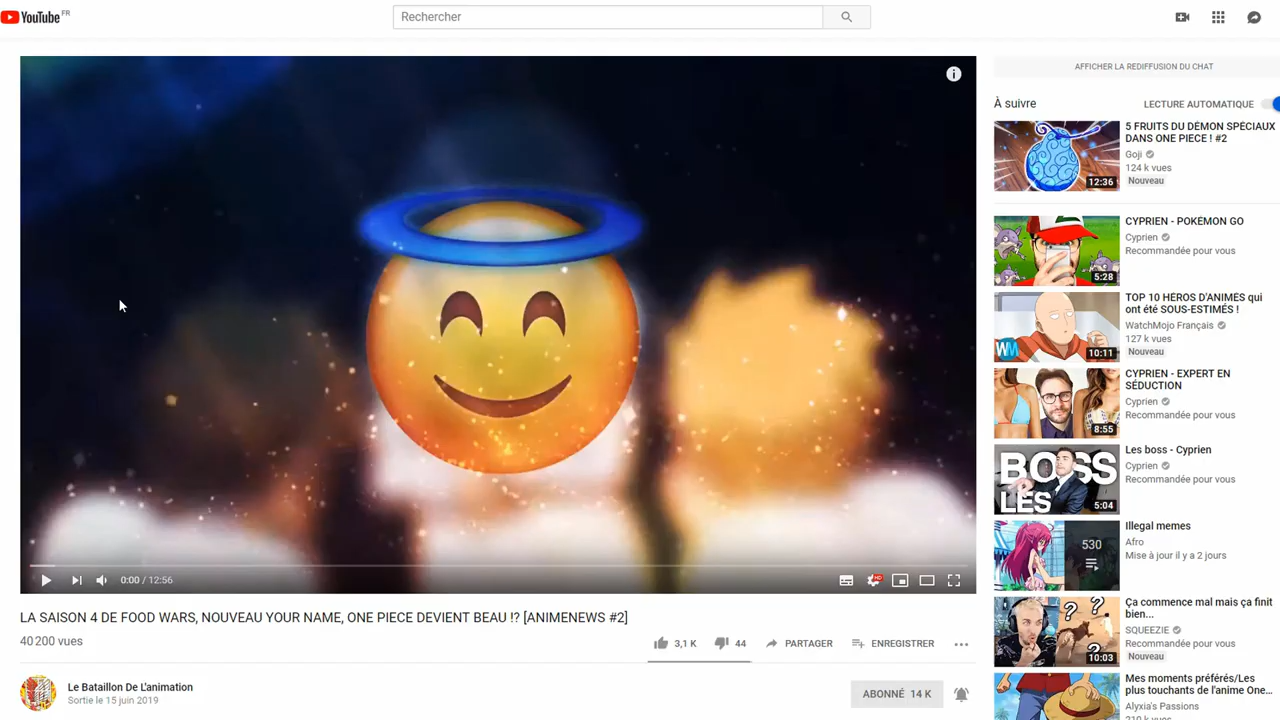 YouTube FR
Rechercher
AFFICHER LA REDIFFUSION DU CHAT
À suivre
LECTURE AUTOMATIQUE
12:36
5 FRUITS DU DÉMON SPÉCIAUX
DANS ONE PIECE ! #2
Goji
124 k vues
Nouveau
5:28
CYPRIEN - POKÉMON GO
Cyprien
Recommandée pour vous
WM
10:11
TOP 10 HÉROS D'ANIMÉS qui
ont été SOUS-ESTIMÉS !
WatchMojo Français
127 k vues
Nouveau
8:55
CYPRIEN - EXPERT EN
SÉDUCTION
Cyprien
Recommandée pour vous
BOSS
LES
5:04
Les boss - Cyprien
Cyprien
Recommandée pour vous
530
Illegal memes
Afro
Mise à jour il y a 2 jours
10:03
Ça commence mal mais ça finit
bien...
SQUEEZIE
Recommandée pour vous
Nouveau
Mes moments préférés/Les
plus touchants de l'anime One...
Alyxia's Passions
210 k vues
0:00 / 12:56
HD
LA SAISON 4 DE FOOD WARS, NOUVEAU YOUR NAME, ONE PIECE DEVIENT BEAU !? [ANIMENEWS #2]
40 200 vues
3,1 K
44
PARTAGER
ENREGISTRER
Le Bataillon De L'animation
Sortie le 15 juin 2019
ABONNÉ 14 K